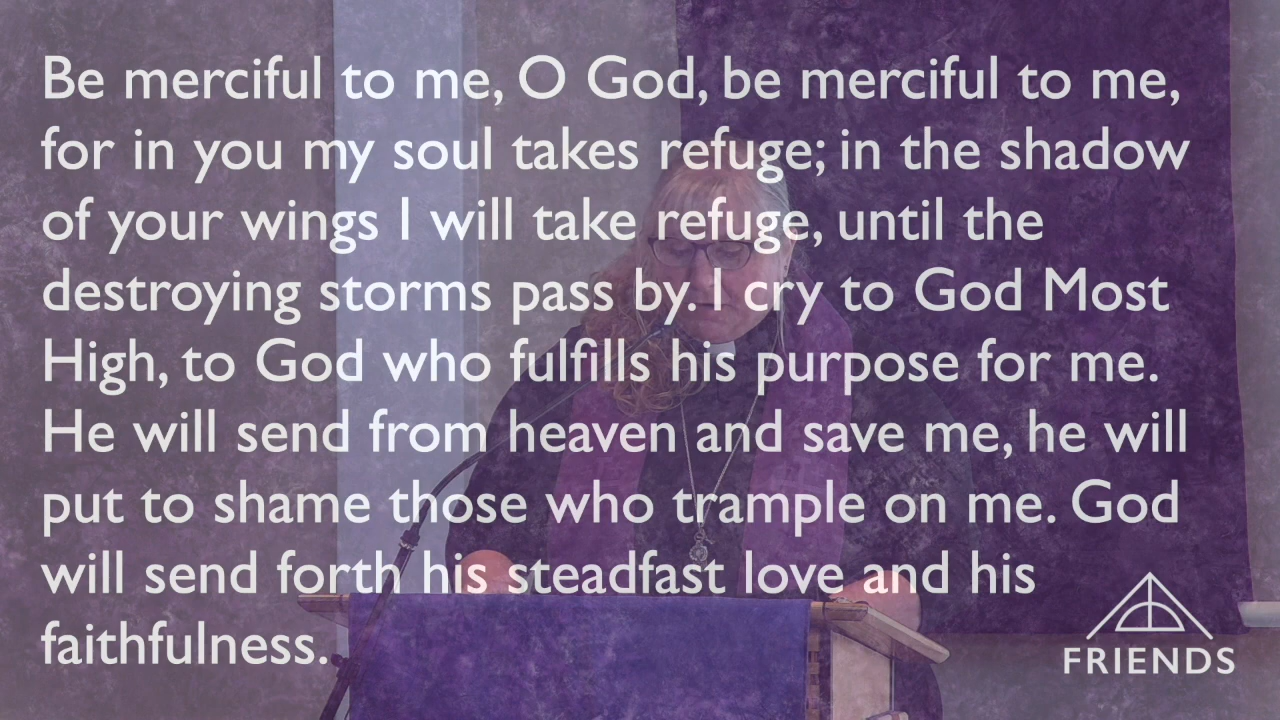 Be merciful to me, O God, be merciful to me,
for in you my soul takes refuge; in the shadow
of your wings I will take refuge, until the
destroying storms pass by. I cry to God Most
High, to God who fulfills his purpose for me.
He will send from heaven and save me, he will
put to shame those who trample on me. God
will send forth his steadfast love and his
faithfulness.
FRIENDS